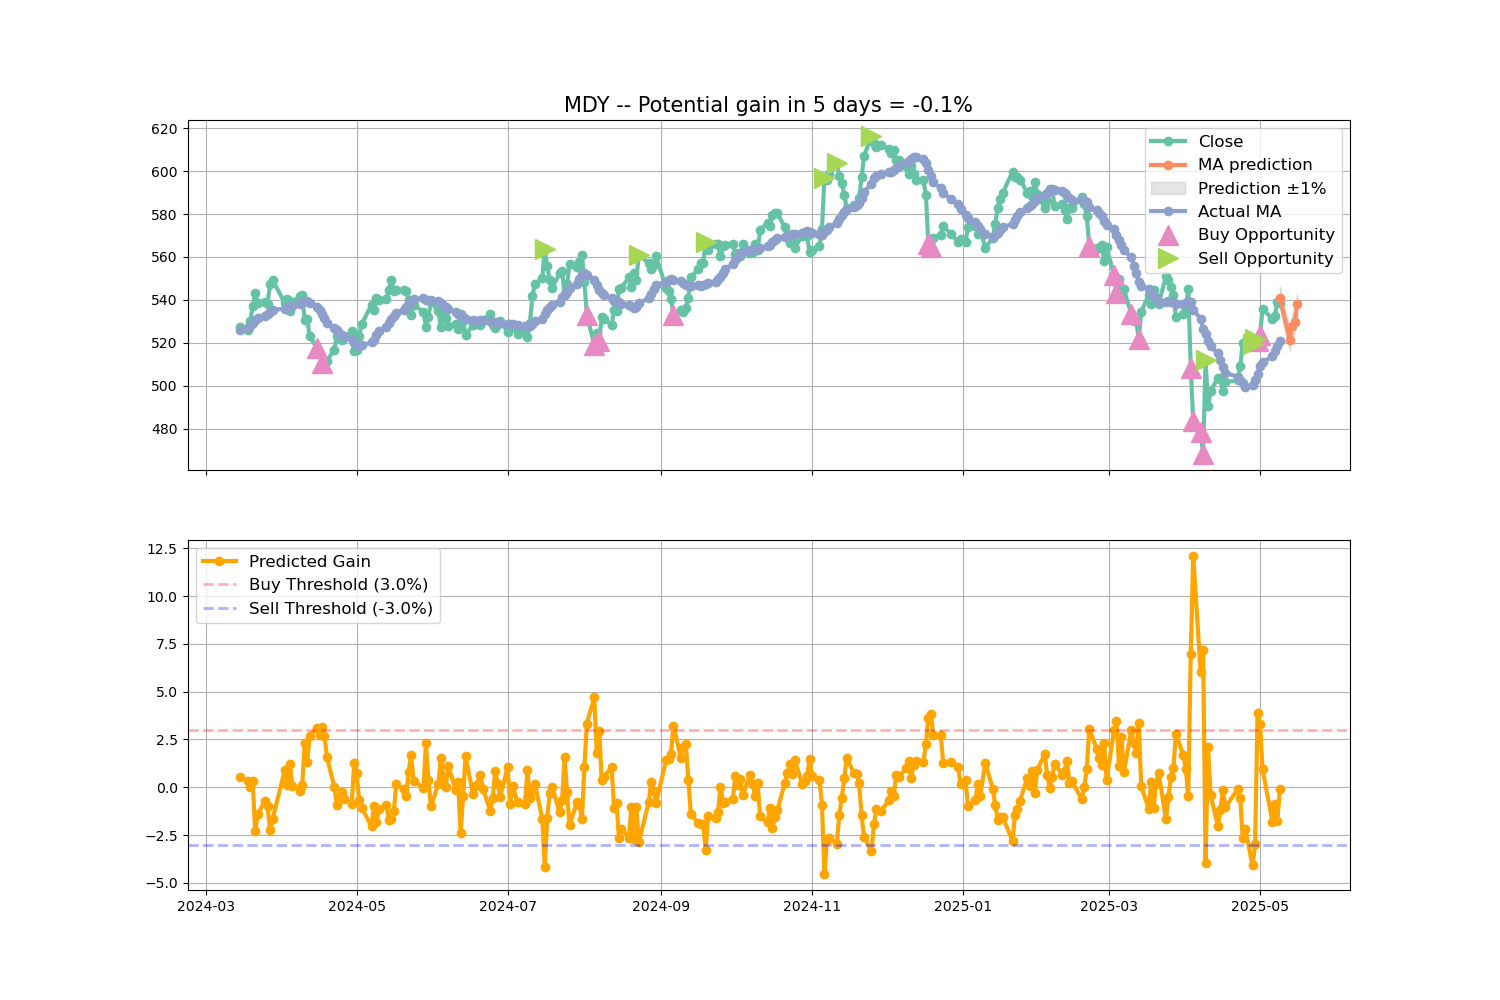 MDY -- Potential gain in 5 days = -0.1%
620
600
580
560
540
520
500
480
Close
MA prediction
Prediction ±1%
Actual MA
Buy Opportunity
Sell Opportunity
12.5
10.0
7.5
5.0
2.5
0.0
−2.5
−5.0
Predicted Gain
Buy Threshold (3.0%)
Sell Threshold (-3.0%)
2024-03 2024-05 2024-07 2024-09 2024-11 2025-01 2025-03 2025-05